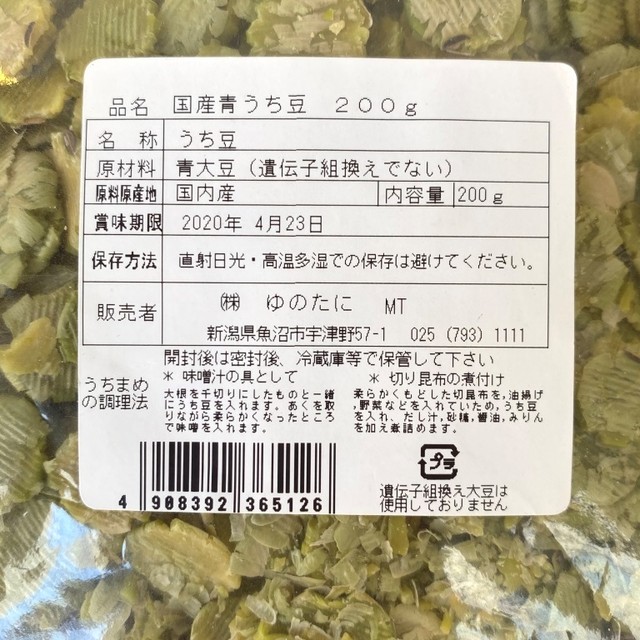 品名 国産青うち豆 200g
名称 うち豆
原材料 青大豆（遺伝子組換えでない）
原料原産地 国内産 内容量 200g
賞味期限 2020年 4月23日
保存方法 直射日光・高温多湿での保存は避けてください。
販売者 ㈱ ゆのたに MT
新潟県魚沼市宇津野57-1 025 (793) 1111
開封後は密封後、冷蔵庫等で保管して下さい
うちまめ
の調理法
＊ 味噌汁の具として
大根を千切りにしたものと一緒
にうち豆を入れます。あくを取
りながら柔らかくなったところ
で味噌を入れます。
＊ 切り昆布の煮付け
柔らかくもどした切昆布を,油揚げ
,野菜などを入れていため,うち豆
を入れ、だし汁,砂糖,醤油,みりん
を加え煮詰めます。
4 908392 365126
プラ
遺伝子組換え大豆は
使用しておりません